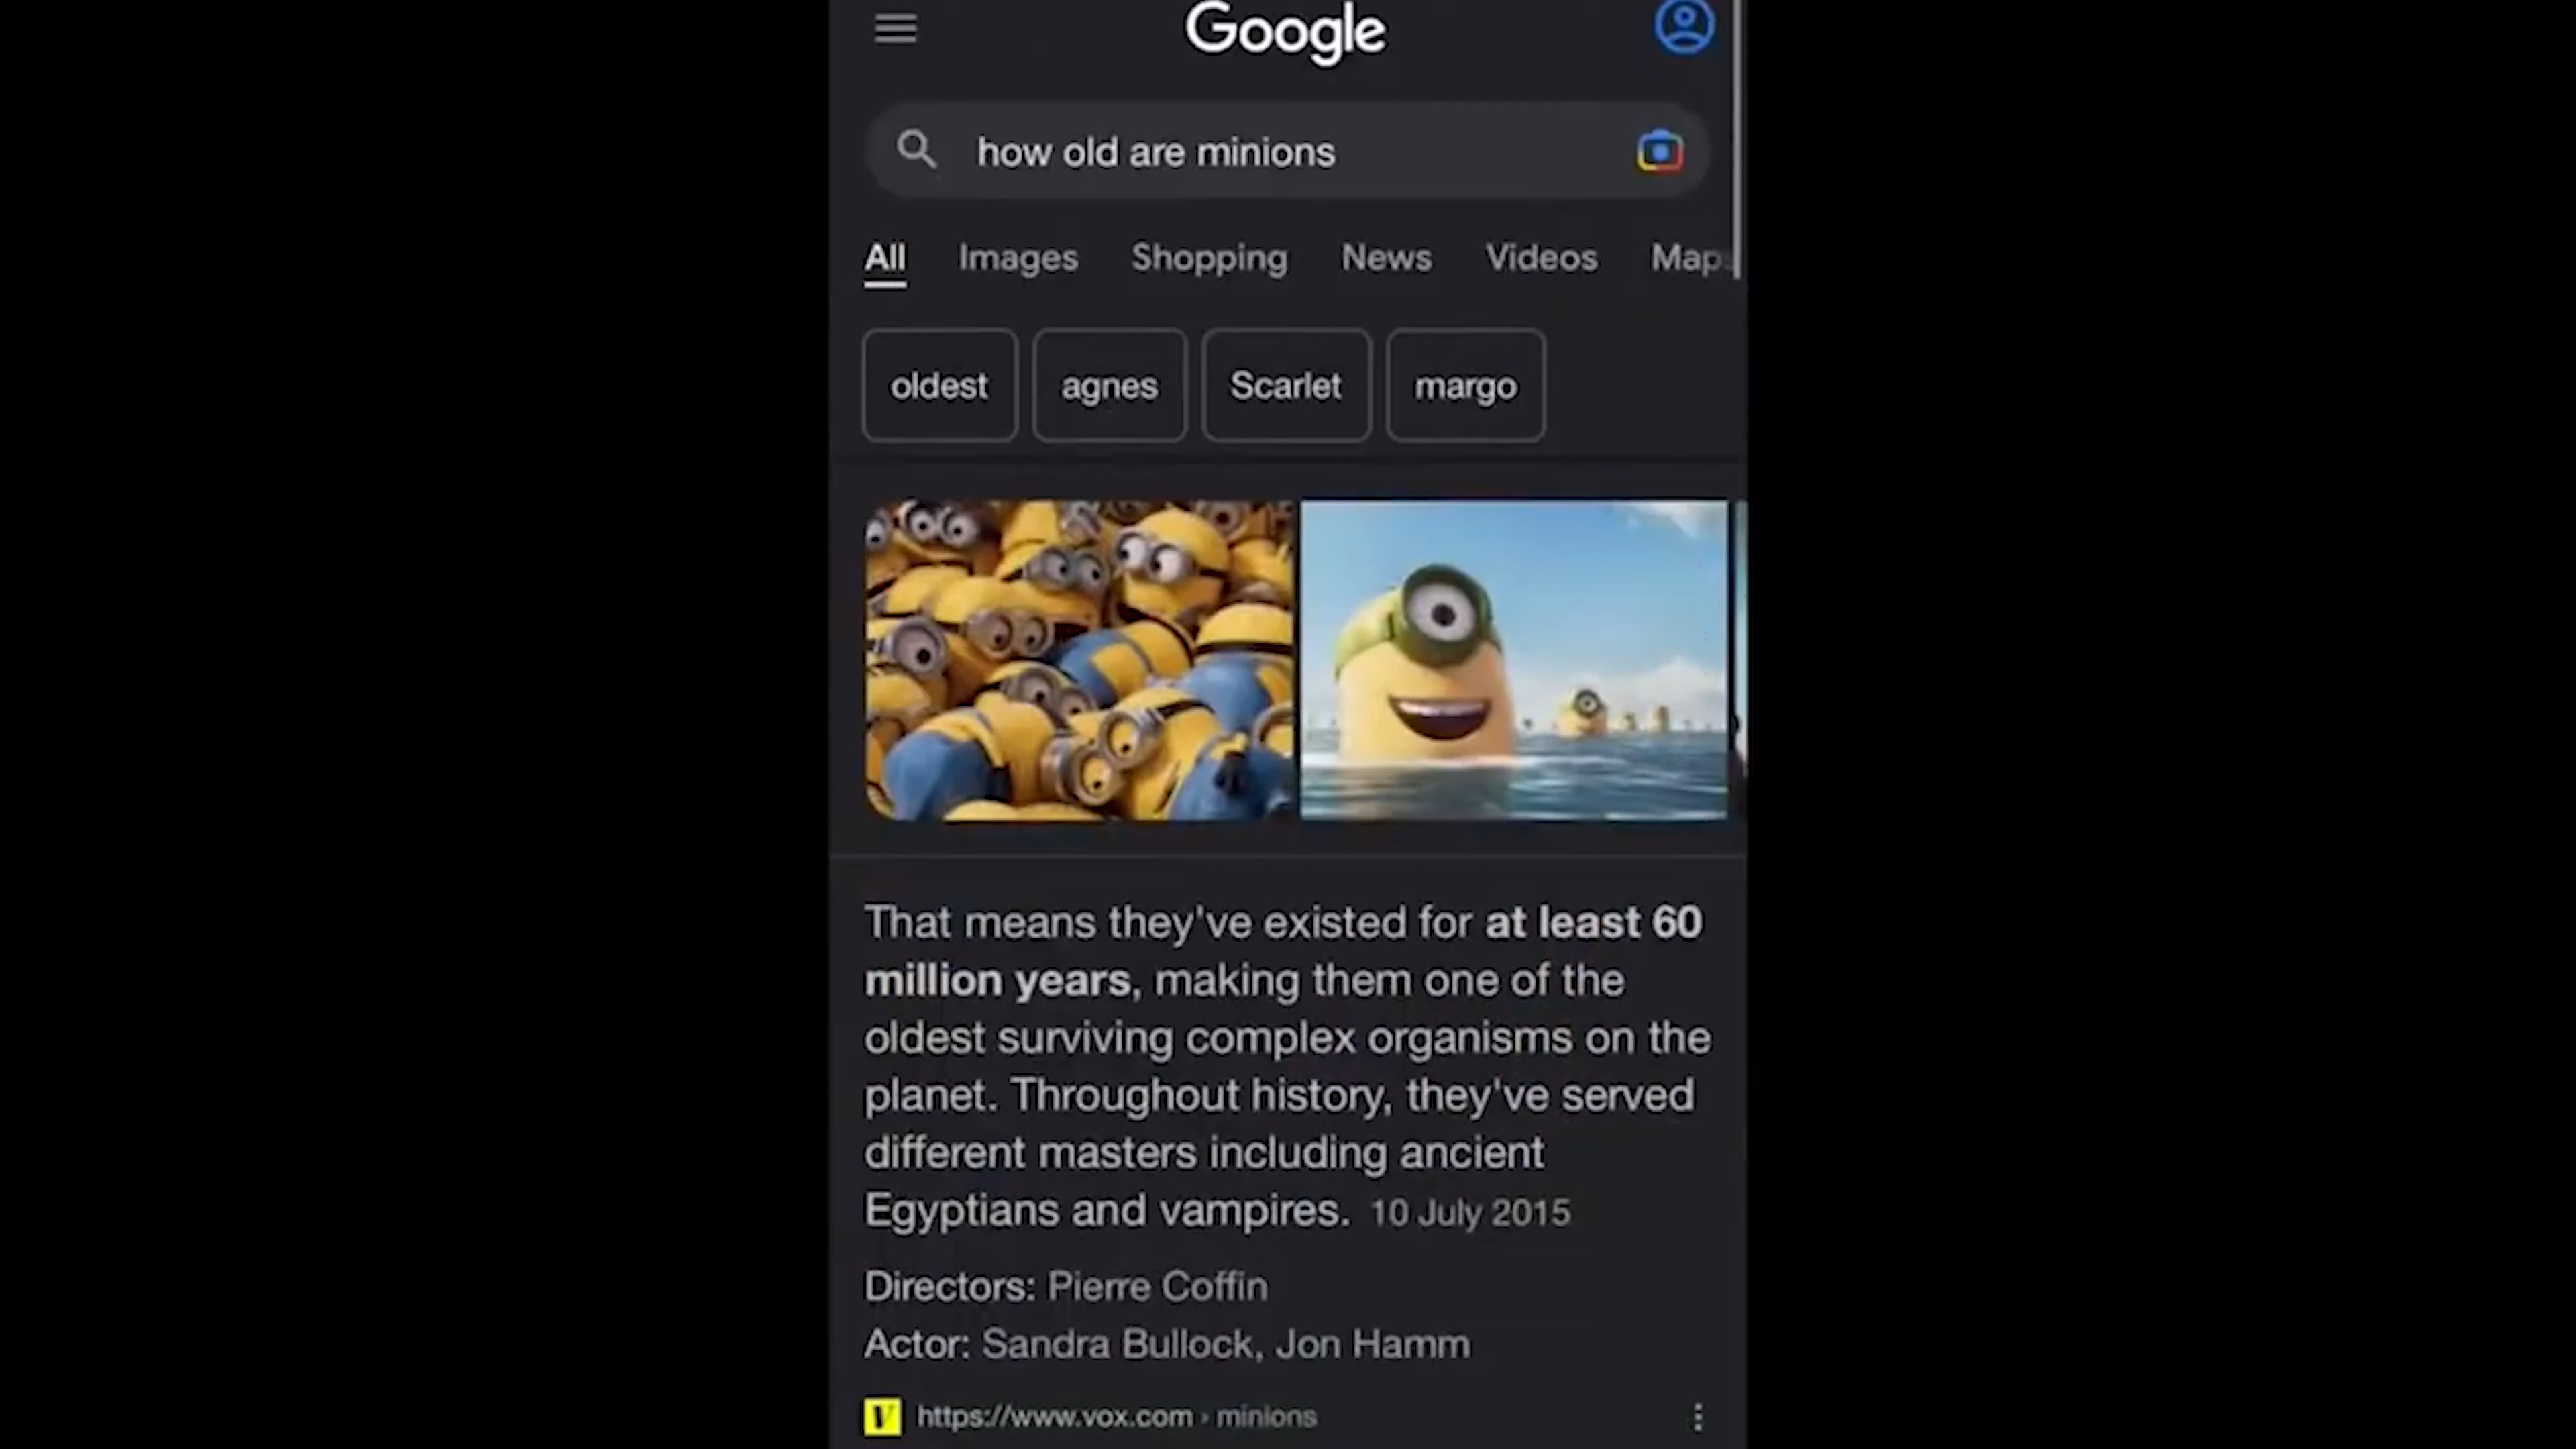 Google
how old are minions
All Images Shopping News Videos Map
oldest agnes Scarlet margo
That means they've existed for at least 60
million years, making them one of the
oldest surviving complex organisms on the
planet. Throughout history, they've served
different masters including ancient
Egyptians and vampires. 10 July 2015
Directors: Pierre Coffin
Actor: Sandra Bullock, Jon Hamm
V https://www.vox.com › minions